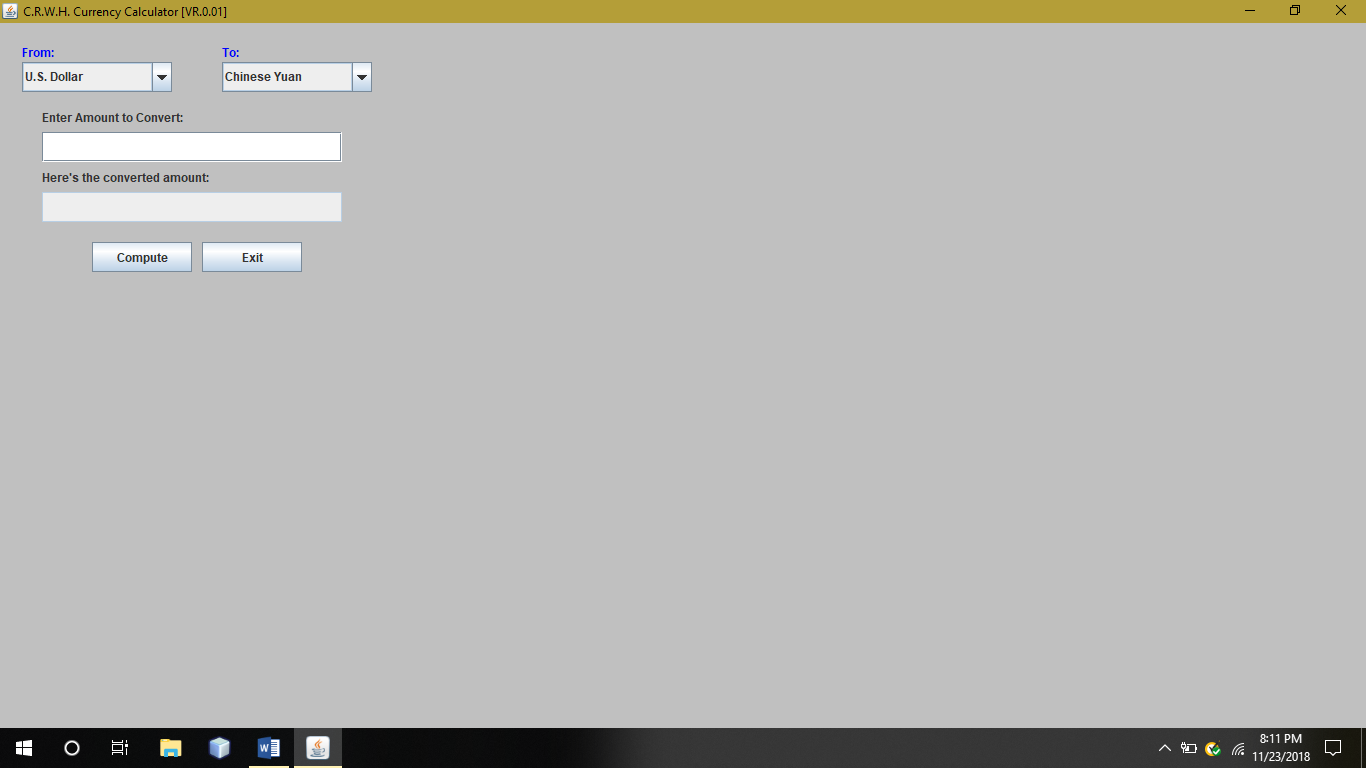 C.R.W.H. Currency Calculator [VR.0.01]
From: To:
U.S. Dollar Chinese Yuan
Enter Amount to Convert:
Here's the converted amount:
Compute Exit
W
8:11 PM
11/23/2018